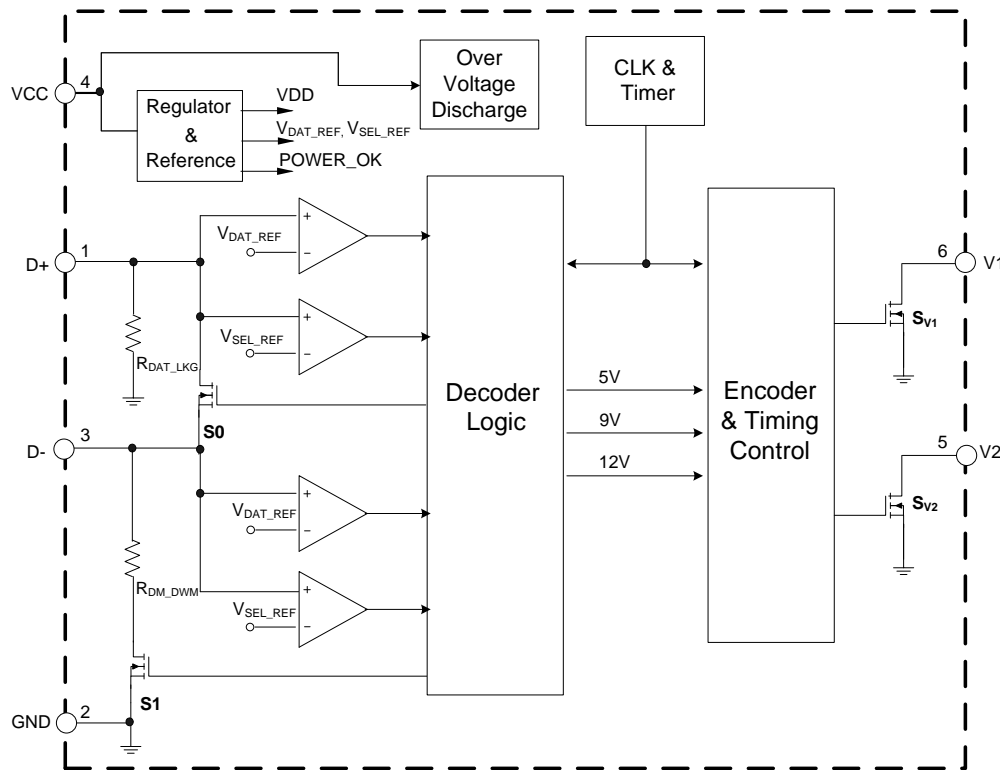 Over
Voltage
Discharge
CLK &
Timer
4
VCC
Regulator
&
Reference
VDD
VDAT_REF, VSEL_REF
POWER_OK
+
VDAT_REF
−
1
D+
6
V1
SV1
+
VSEL_REF
−
RDAT_LKG
Decoder
Logic
5V
9V
12V
Encoder
& Timing
Control
S0
3
D-
5
V2
SV2
+
VDAT_REF
−
RDM_DWM
+
VSEL_REF
−
S1
2
GND